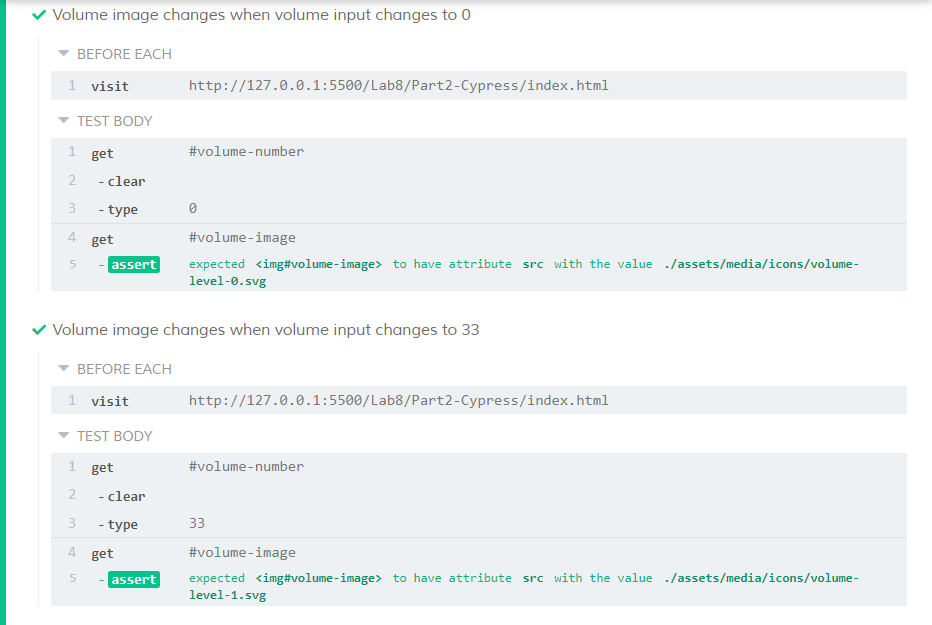 Volume image changes when volume input changes to 0
BEFORE EACH
1 visit http://127.0.0.1:5500/Lab8/Part2-Cypress/index.html
TEST BODY
1 get #volume-number
2 -clear
3 -type 0
4 get #volume-image
5 -assert expected <img#volume-image> to have attribute src with the value ./assets/media/icons/volume-
level-0.svg
Volume image changes when volume input changes to 33
BEFORE EACH
1 visit http://127.0.0.1:5500/Lab8/Part2-Cypress/index.html
TEST BODY
1 get #volume-number
2 -clear
3 -type 33
4 get #volume-image
5 -assert expected <img#volume-image> to have attribute src with the value ./assets/media/icons/volume-
level-1.svg